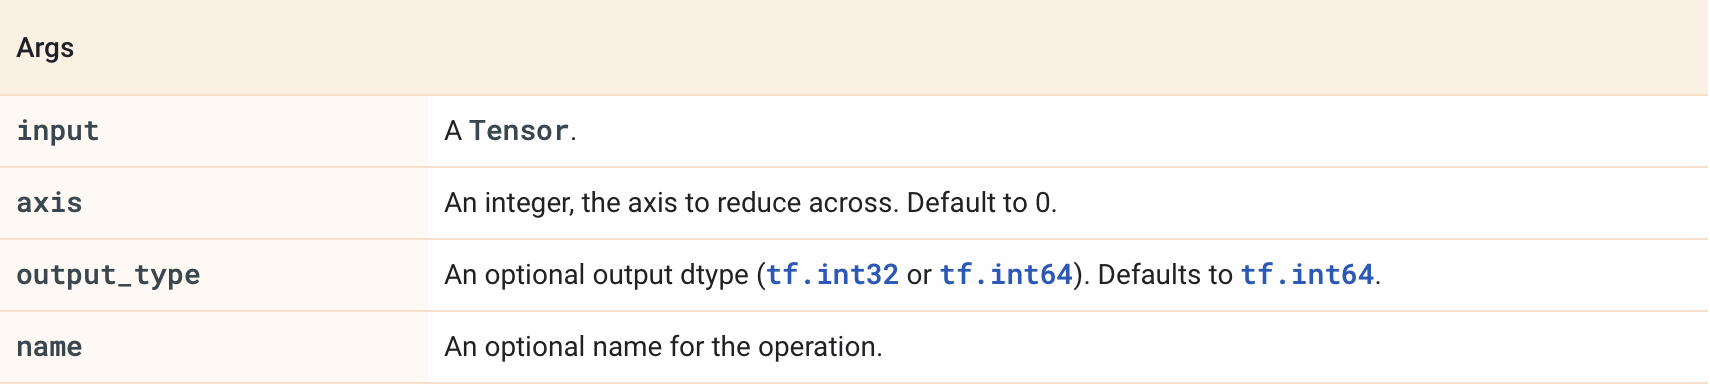 Args
input A Tensor.
axis An integer, the axis to reduce across. Default to 0.
output_type An optional output dtype (tf.int32 or tf.int64). Defaults to tf.int64.
name An optional name for the operation.